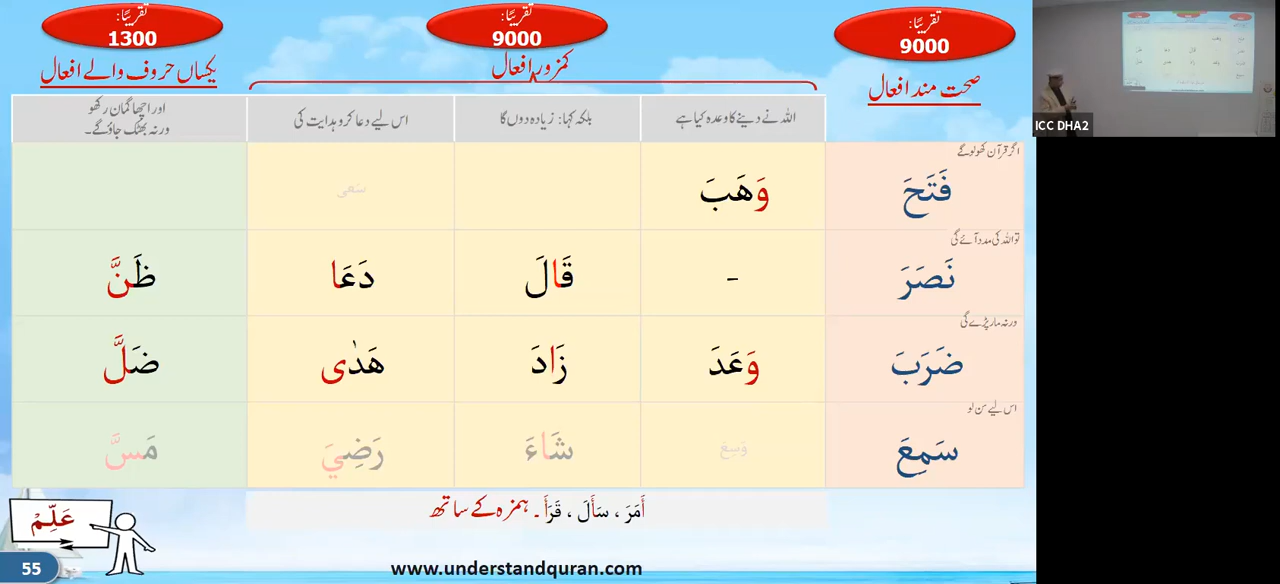 تقریبًا:
9000
تقریبًا:
9000
تقریبًا:
1300
صحت مند افعال
کمزور افعال
یکساں حروف والے افعال
اللہ نے دینے کا وعدہ کیا ہے
بلکہ کہا: زیادہ دوں گا
اس لیے دعا کرو ہدایت کی
اور اچھا گمان رکھو
ورنہ بھٹک جاؤ گے۔
اگر قرآن کھولو گے
فَتَحَ
وَهَبَ
سَعٰى
تو اللہ کی مدد آئے گی
نَصَرَ
-
قَالَ
دَعَا
ظَنَّ
ورنہ مار پڑے گی
ضَرَبَ
وَعَدَ
زَادَ
هَدٰى
ضَلَّ
اس لیے سن لو
سَمِعَ
وَسِعَ
شَاءَ
رَضِيَ
مَسَّ
أَمَرَ ، سَأَلَ ، قَرَأَ ۔ ہمزہ کے ساتھ
عَلِّمْ
55
www.understandquran.com
ICC DHA2